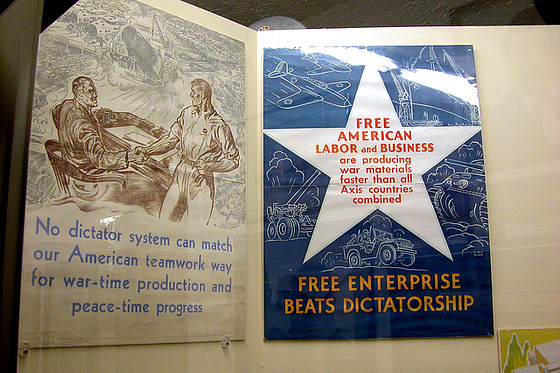 No dictator system can match
our American teamwork way
for war-time production and
peace-time progress
FREE
AMERICAN
LABOR and BUSINESS
are producing
war materials
faster than all
Axis countries
combined
FREE ENTERPRISE
BEATS DICTATORSHIP